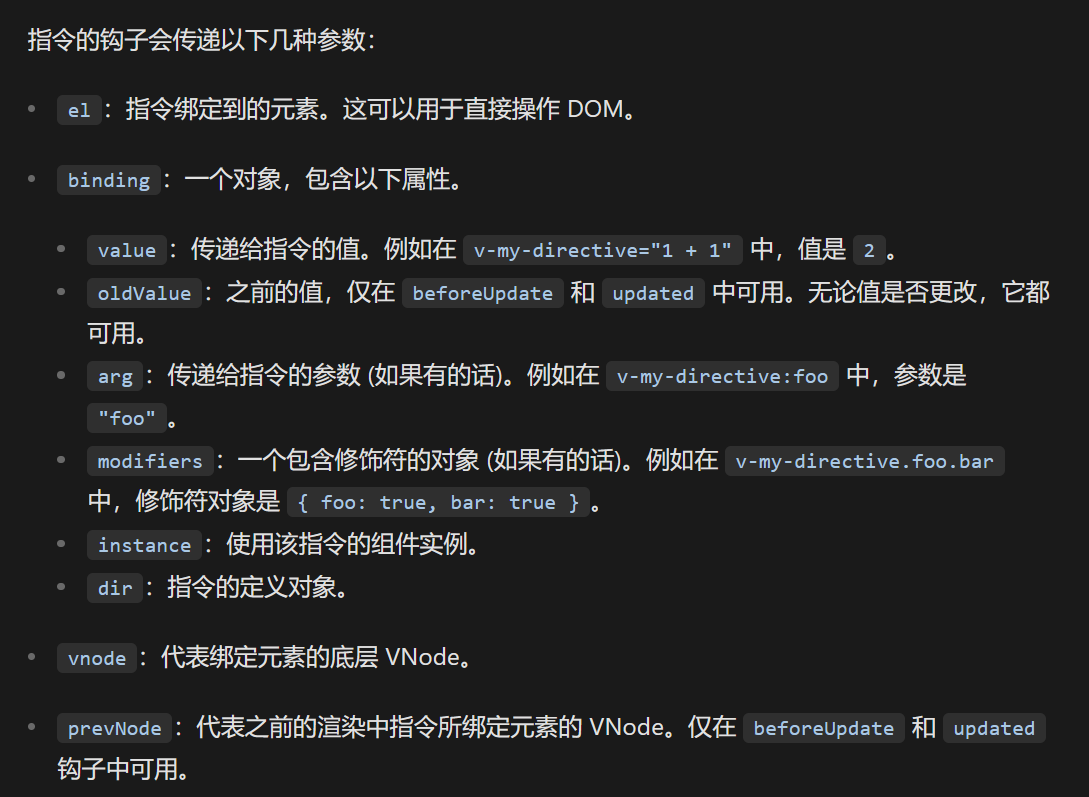 指令的钩子会传递以下几种参数：
el：指令绑定到的元素。这可以用于直接操作 DOM。
binding：一个对象，包含以下属性。
value：传递给指令的值。例如在 v-my-directive="1 + 1" 中，值是 2。
oldValue：之前的值，仅在 beforeUpdate 和 updated 中可用。无论值是否更改，它都
可用。
arg：传递给指令的参数 (如果有的话)。例如在 v-my-directive:foo 中，参数是
"foo"。
modifiers：一个包含修饰符的对象 (如果有的话)。例如在 v-my-directive.foo.bar
中，修饰符对象是 { foo: true, bar: true }。
instance：使用该指令的组件实例。
dir：指令的定义对象。
vnode：代表绑定元素的底层 VNode。
prevNode：代表之前的渲染中指令所绑定元素的 VNode。仅在 beforeUpdate 和 updated
钩子中可用。